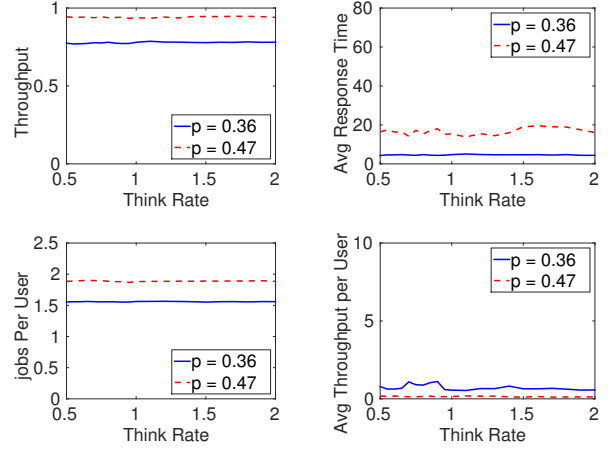 Throughput
1
0.5
0
0.5
1
1.5
2
Think Rate
p = 0.36
p = 0.47
Avg Response Time
80
60
40
20
0
0.5
1
1.5
2
Think Rate
p = 0.36
p = 0.47
jobs Per User
2.5
2
1.5
1
0.5
0
0.5
1
1.5
2
Think Rate
p = 0.36
p = 0.47
Avg Throughput per User
10
5
0
0.5
1
1.5
2
Think Rate
p = 0.36
p = 0.47